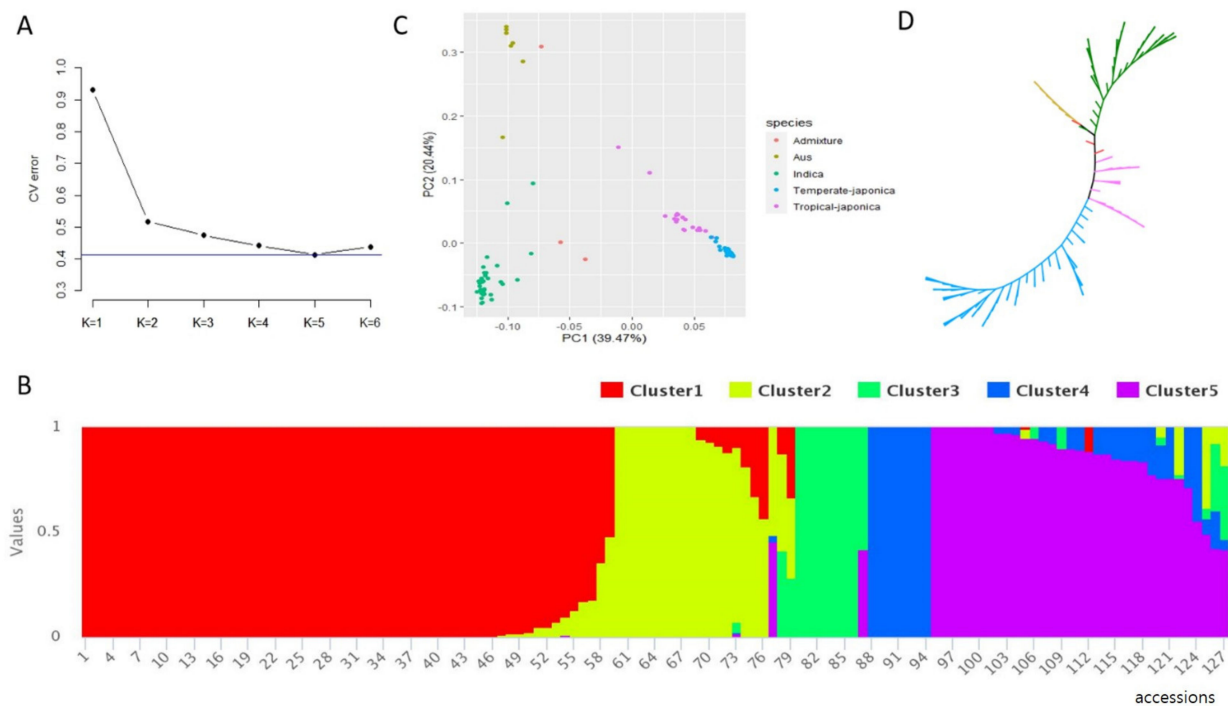 A
C
D
CV error
1.0
0.9
0.8
0.7
0.6
0.5
0.4
0.3
K=1 K=2 K=3 K=4 K=5 K=6
PC2 (20.44%)
0.3
0.2
0.1
0.0
-0.1
-0.10 -0.05 0.00 0.05
PC1 (39.47%)
species
Admixture
Aus
Indica
Temperate-japonica
Tropical-japonica
B
Cluster1 Cluster2 Cluster3 Cluster4 Cluster5
Values
1
0.5
0
1 4 7 10 13 16 19 22 25 28 31 34 37 40 43 46 49 52 55 58 61 64 67 70 73 76 79 82 85 88 91 94 97 100 103 106 109 112 115 118 121 124 127
accessions